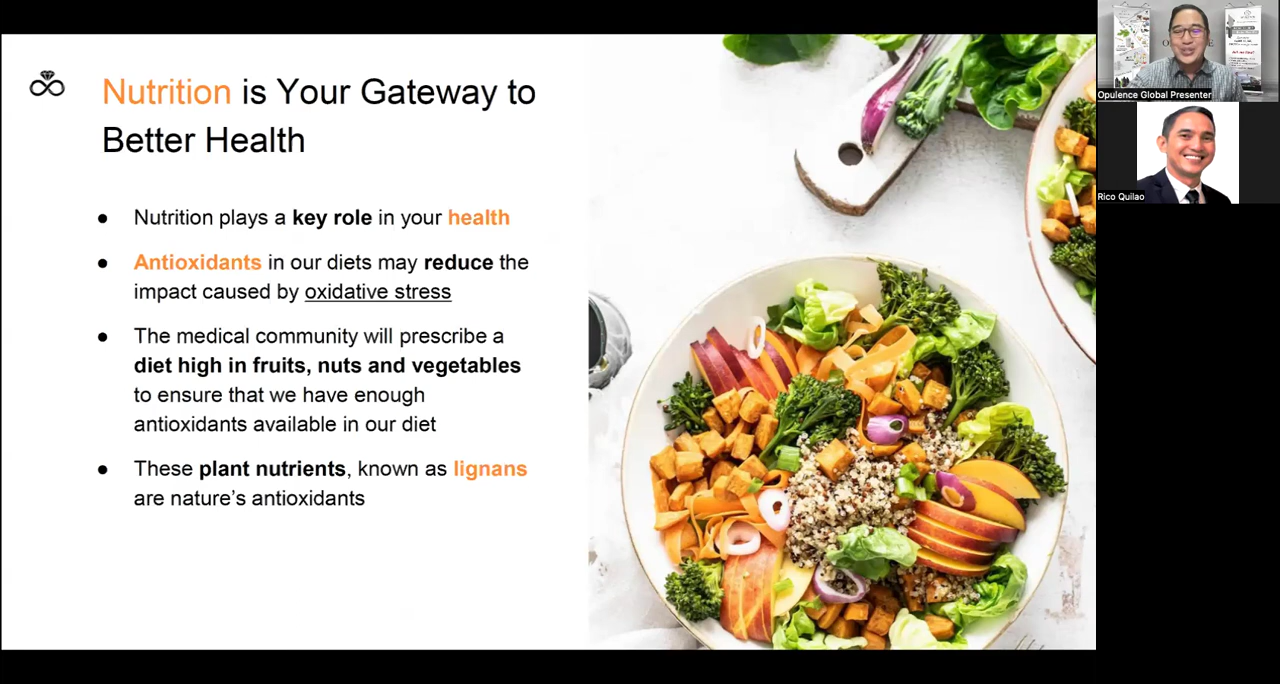 Nutrition is Your Gateway to
Better Health
● Nutrition plays a key role in your health
● Antioxidants in our diets may reduce the
impact caused by oxidative stress
● The medical community will prescribe a
diet high in fruits, nuts and vegetables
to ensure that we have enough
antioxidants available in our diet
● These plant nutrients, known as lignans
are nature’s antioxidants
Opulence Global Presenter
Rico Quilao